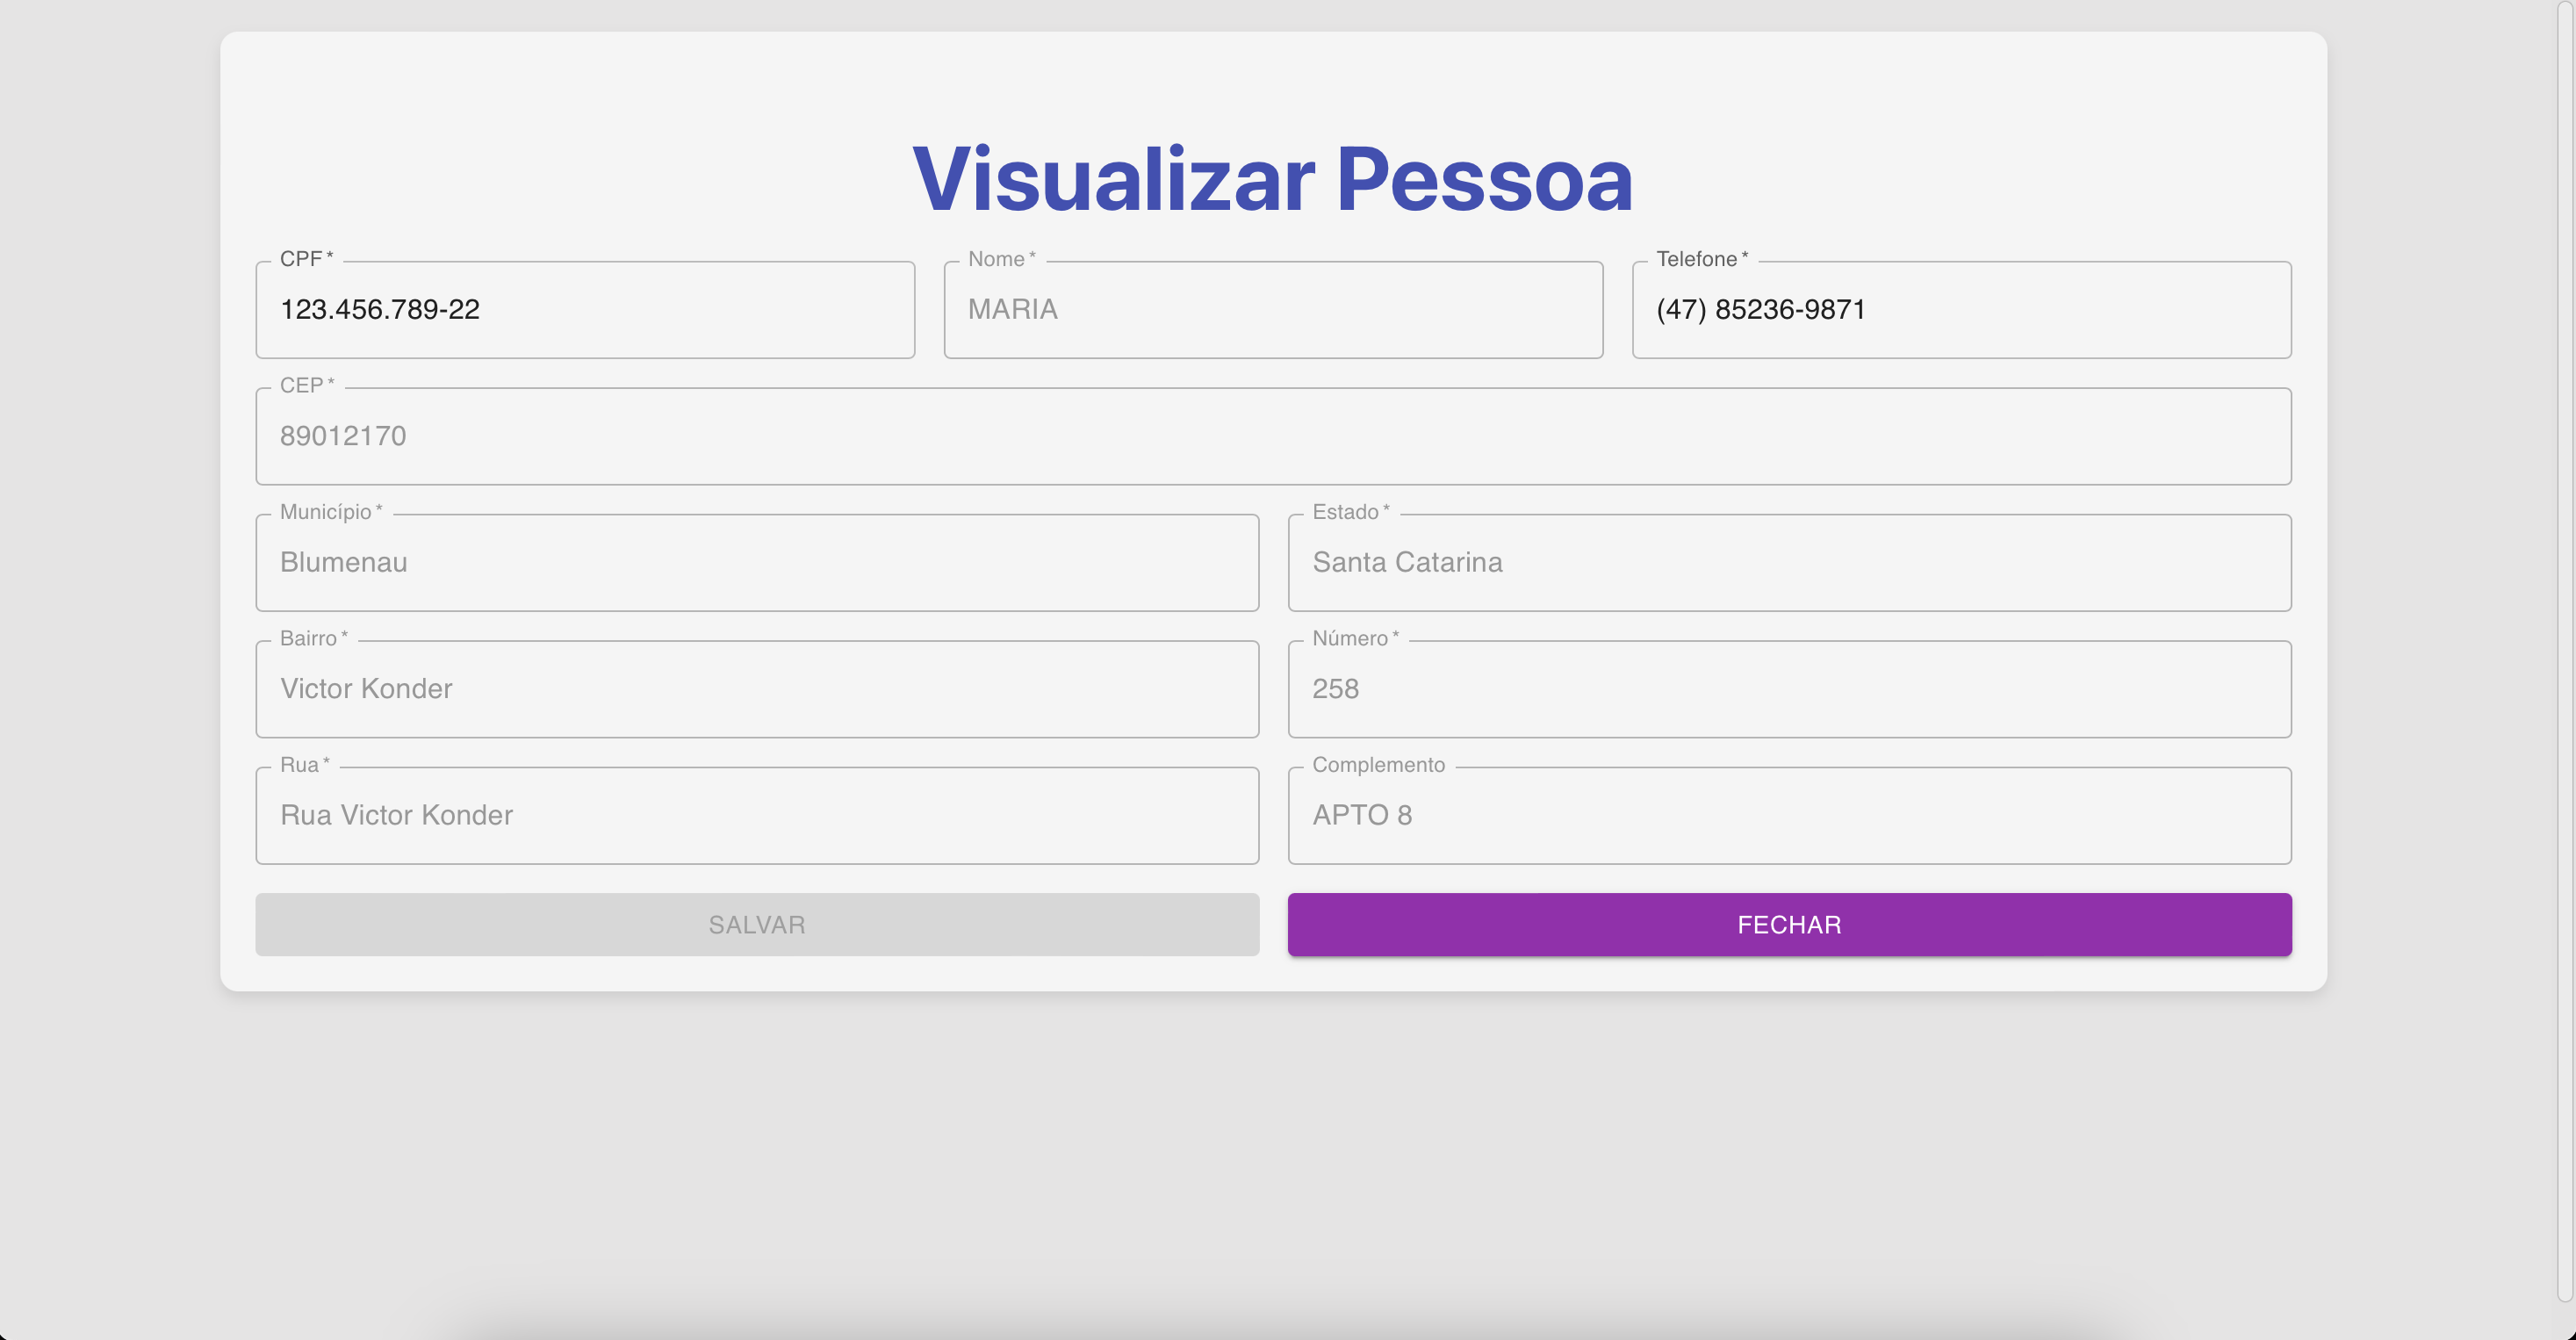 Visualizar Pessoa
CPF *
Nome *
Telefone *
123.456.789-22
MARIA
(47) 85236-9871
CEP *
89012170
Município *
Estado *
Blumenau
Santa Catarina
Bairro *
Número *
Victor Konder
258
Rua *
Complemento
Rua Victor Konder
APTO 8
SALVAR
FECHAR